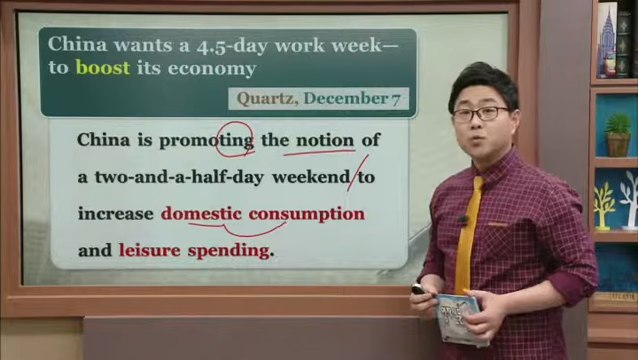 China wants a 4.5-day work week—
to boost its economy
Quartz, December 7
China is promoting the notion of
a two-and-a-half-day weekend to
increase domestic consumption
and leisure spending.